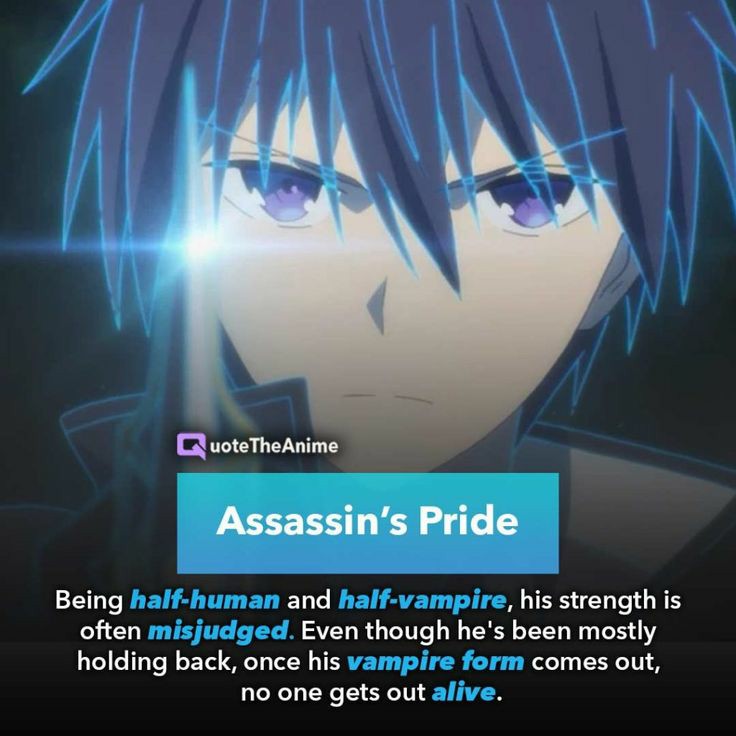 QuoteTheAnime
Assassin’s Pride
Being half-human and half-vampire, his strength is
often misjudged. Even though he's been mostly
holding back, once his vampire form comes out,
no one gets out alive.